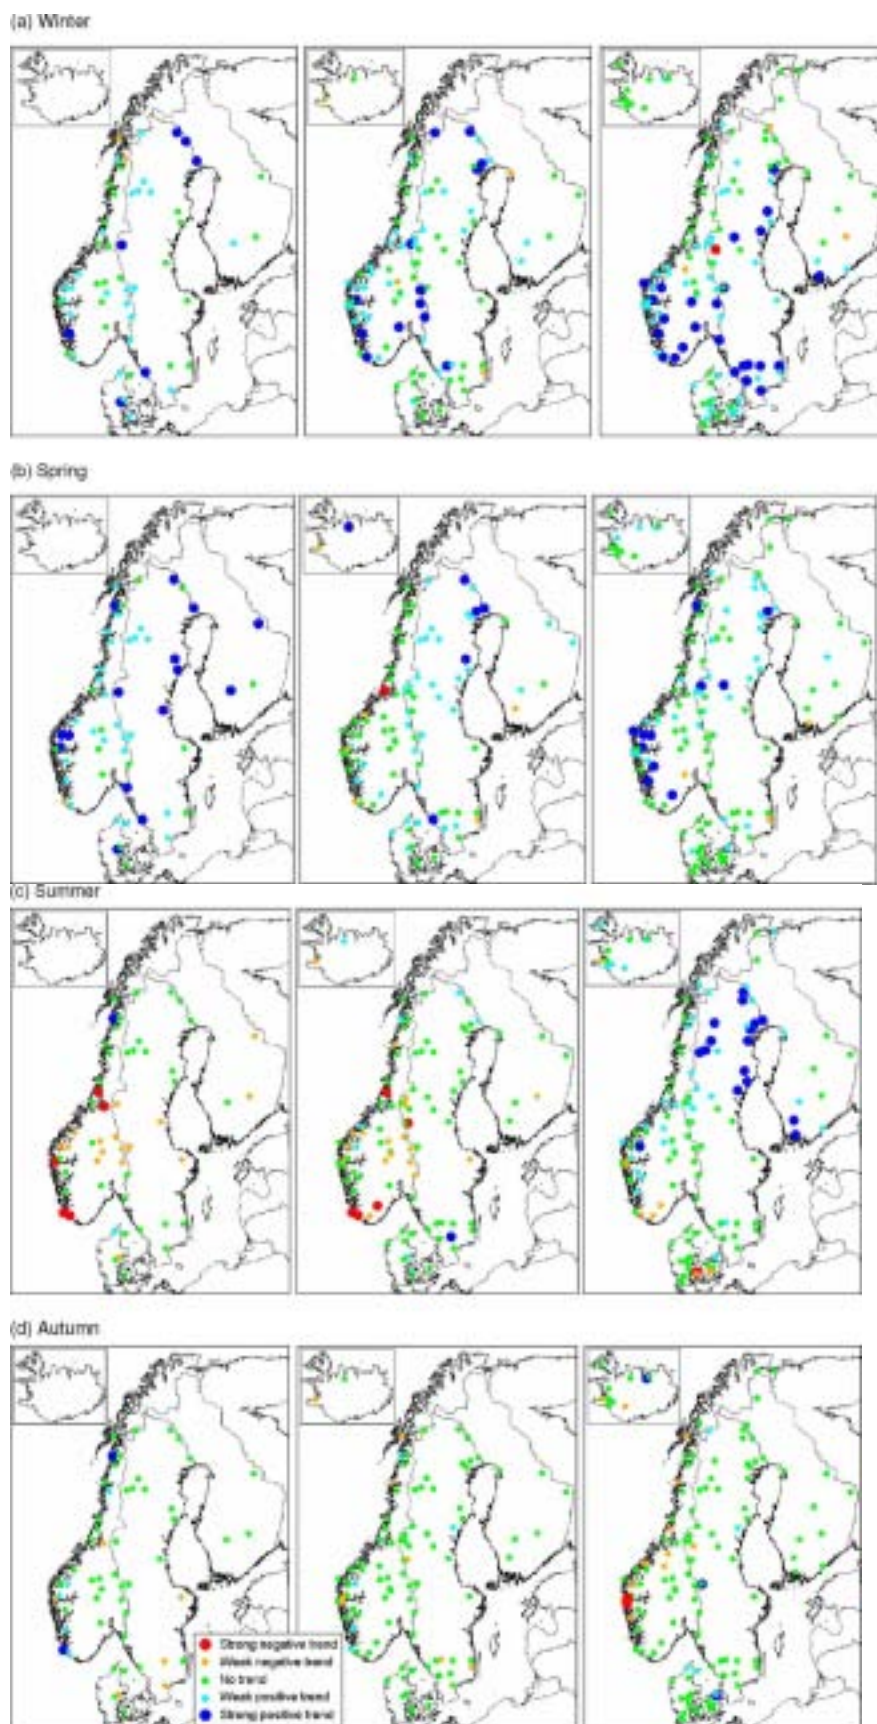 (a) Winter
(b) Spring
(c) Summer
(d) Autumn
Strong negative trend
Weak negative trend
No trend
Weak positive trend
Strong positive trend